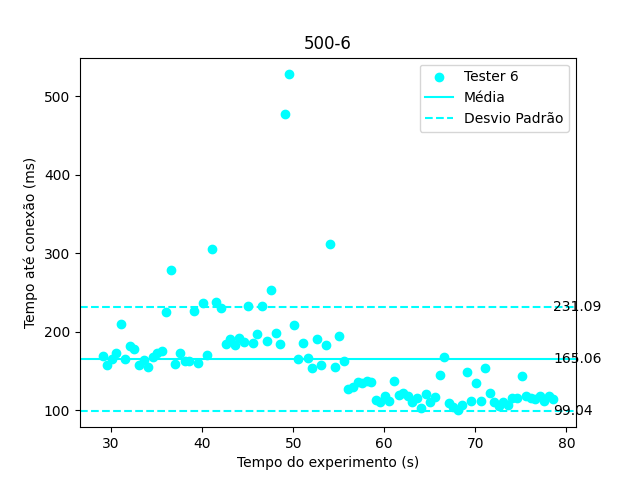 500-6
Tester 6
Média
Desvio Padrão
500
400
300
200
100
Tempo até conexão (ms)
231.09
165.06
99.04
30 40 50 60 70 80
Tempo do experimento (s)